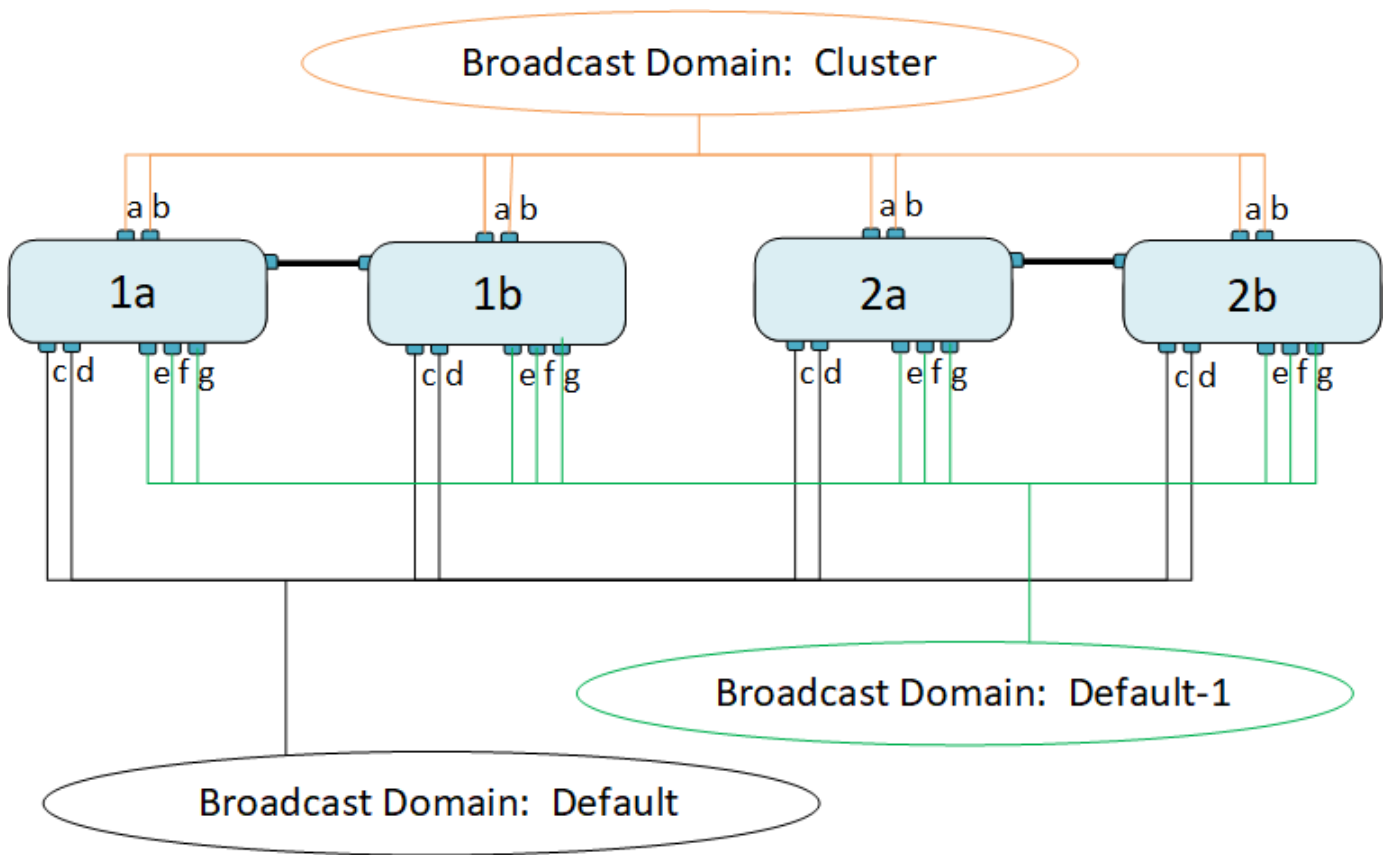 Broadcast Domain: Cluster
a b a b a b a b
1a 1b 2a 2b
c d e f g c d e f g c d e f g c d e f g
Broadcast Domain: Default-1
Broadcast Domain: Default